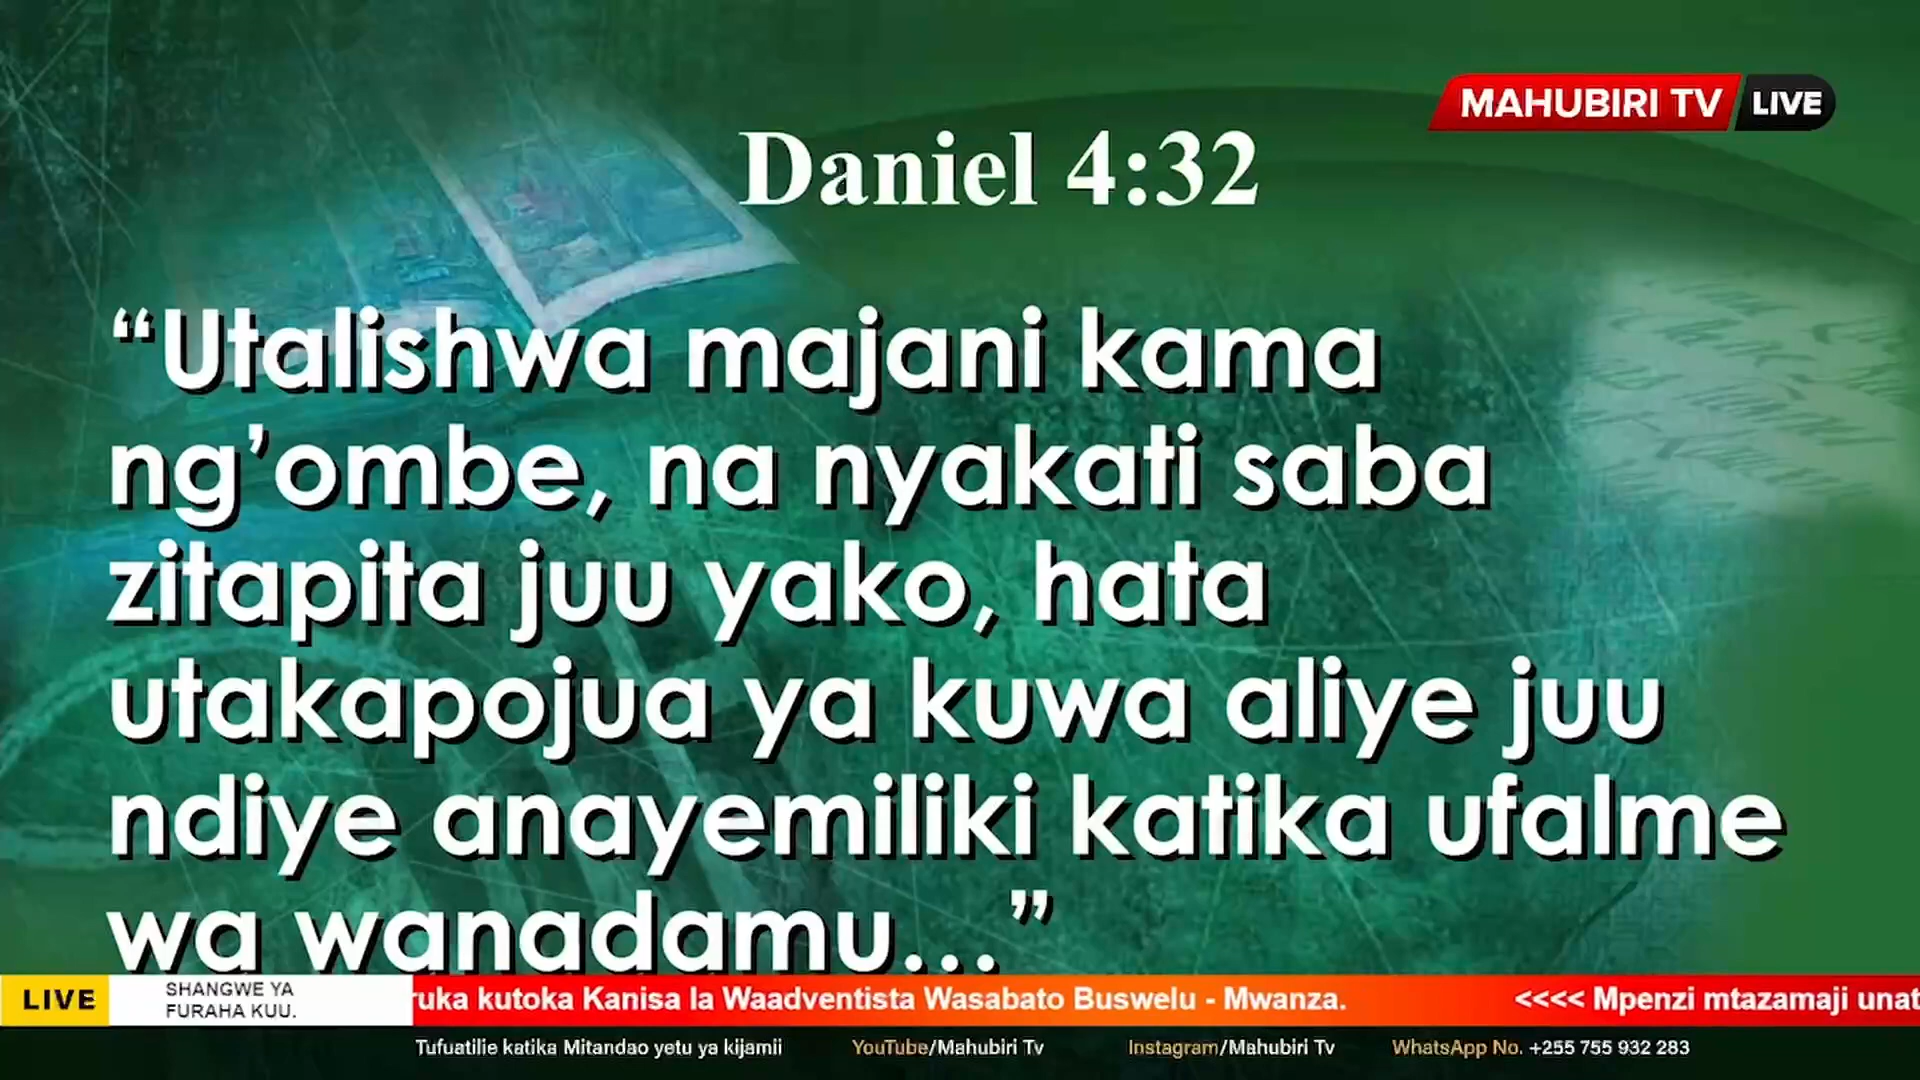 MAHUBIRI TV LIVE
Daniel 4:32
“Utalishwa majani kama
ng’ombe, na nyakati saba
zitapita juu yako, hata
utakapojua ya kuwa aliye juu
ndiye anayemiliki katika ufalme
wa wanadamu...”
LIVE
SHANGWE YA
FURAHA KUU.
ruka kutoka Kanisa la Waadventista Wasabato Buswelu - Mwanza. <<<< Mpenzi mtazamaji unat
Tufuatilie katika Mitandao yetu ya kijamii YouTube/Mahubiri Tv Instagram/Mahubiri Tv WhatsApp No. +255 755 932 283